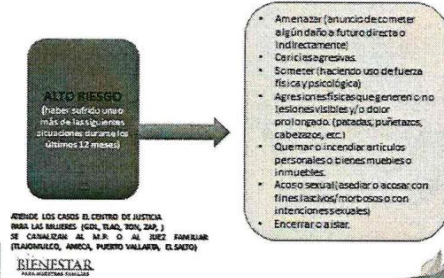 ALTO RIESGO
(haber sufrido una o
más de las siguientes
situaciones durante los
últimos 12 meses)
• Amenazar (anuncio de cometer
algún daño a futuro directa o
indirectamente)
• Caricias agresivas.
• Someter (haciendo uso de fuerza
física y psicológica)
• Agresiones físicas que generen o no
lesiones visibles y/o dolor
prolongado. (patadas, puñetazos,
cabezazos, etc.)
• Quemar o incendiar artículos
personales o bienes muebles o
inmuebles.
• Acoso sexual (asediar o acosar con
fines lascivos/morbosos o con
intenciones sexuales)
• Encerrar o aislar.
ATIENDE LOS CASOS EL CENTRO DE JUSTICIA
PARA LAS MUJERES (GDL, TLAQ, TON, ZAP, )
SE CANALIZAN AL M.P. O AL JUEZ FAMILIAR
(TLAJOMULCO, AMECA, PUERTO VALLARTA, EL SALTO)
BIENESTAR
PARA NUESTRAS FAMILIAS